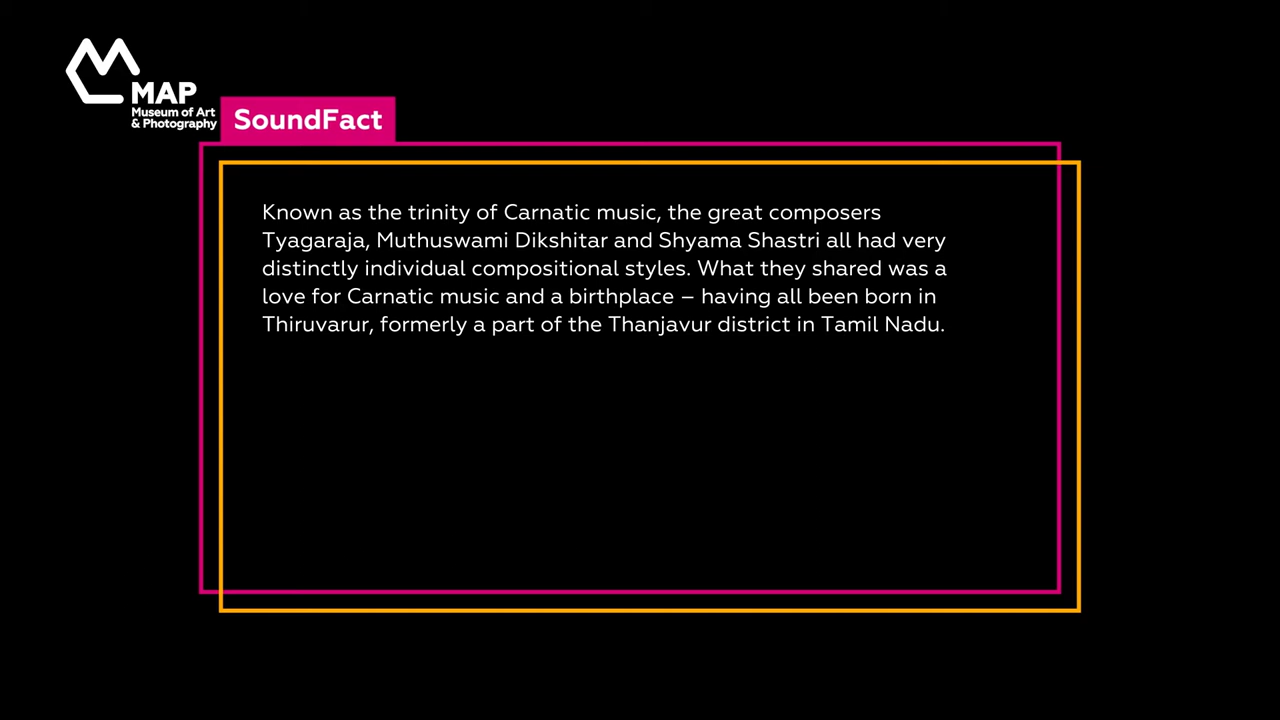 MAP
Museum of Art
& Photography
SoundFact
Known as the trinity of Carnatic music, the great composers
Tyagaraja, Muthuswami Dikshitar and Shyama Shastri all had very
distinctly individual compositional styles. What they shared was a
love for Carnatic music and a birthplace – having all been born in
Thiruvarur, formerly a part of the Thanjavur district in Tamil Nadu.